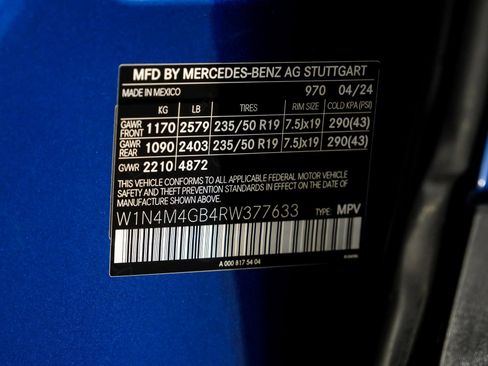 MFD BY MERCEDES-BENZ AG STUTTGART
MADE IN MEXICO 970 04/24
KG LB TIRES RIM SIZE COLD KPA(PSI)
GAWR FRONT 1170 2579 235/50 R19 7.5Jx19 290(43)
GAWR REAR 1090 2403 235/50 R19 7.5Jx19 290(43)
GVWR 2210 4872
THIS VEHICLE CONFORMS TO ALL APPLICABLE FEDERAL MOTOR VEHICLE
SAFETY AND THEFT PREVENTION STANDARDS IN EFFECT ON THE DATE
OF MANUFACTURE SHOWN ABOVE.
W1N4M4GB4RW377633 TYPE: MPV
A 000 817 54 04